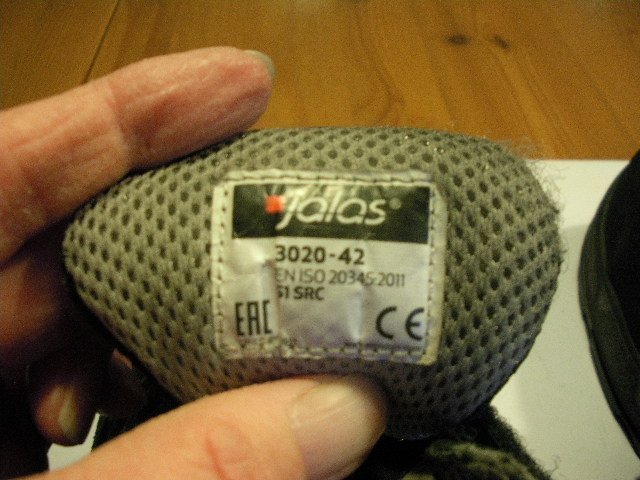 Jalas®
3020-42
EN ISO 20345:2011
S1 SRC
EAC CE